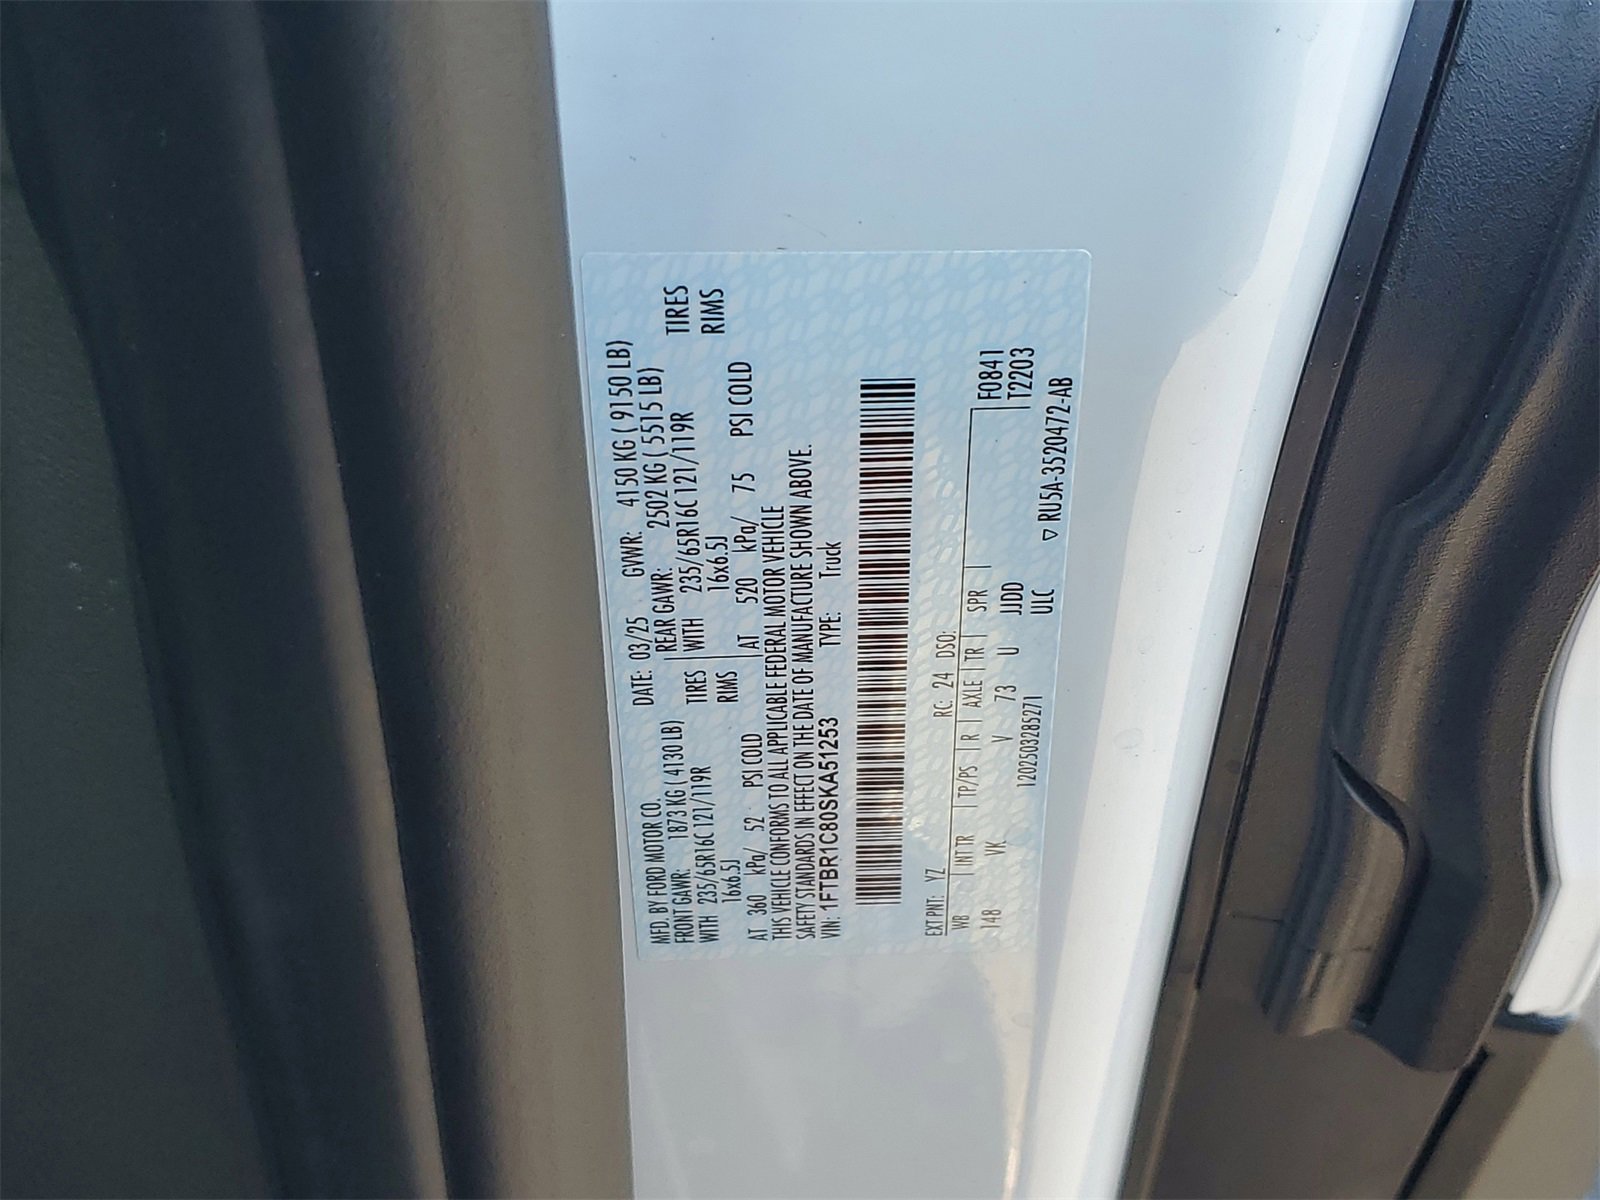 MFD. BY FORD MOTOR CO. DATE: 03/25 GVWR: 4150 KG ( 9150 LB)
FRONT GAWR: 1873 KG ( 4130 LB) REAR GAWR: 2502 KG ( 5515 LB)
WITH 235/65R16C 121/119R TIRES WITH 235/65R16C 121/119R TIRES
16x6.5J RIMS 16x6.5J RIMS
AT 360 kPa/ 52 PSI COLD AT 520 kPa/ 75 PSI COLD
THIS VEHICLE CONFORMS TO ALL APPLICABLE FEDERAL MOTOR VEHICLE
SAFETY STANDARDS IN EFFECT ON THE DATE OF MANUFACTURE SHOWN ABOVE.
VIN: 1FTBR1C80SKA51253 TYPE: Truck
EXT PNT: YZ RC: 24 DSO:
WB INT TR TP/PS R AXLE TR SPR F0841
148 VK V 73 U JJDD T2203
1202503285271 ULC
▽ RU5A-3520472-AB